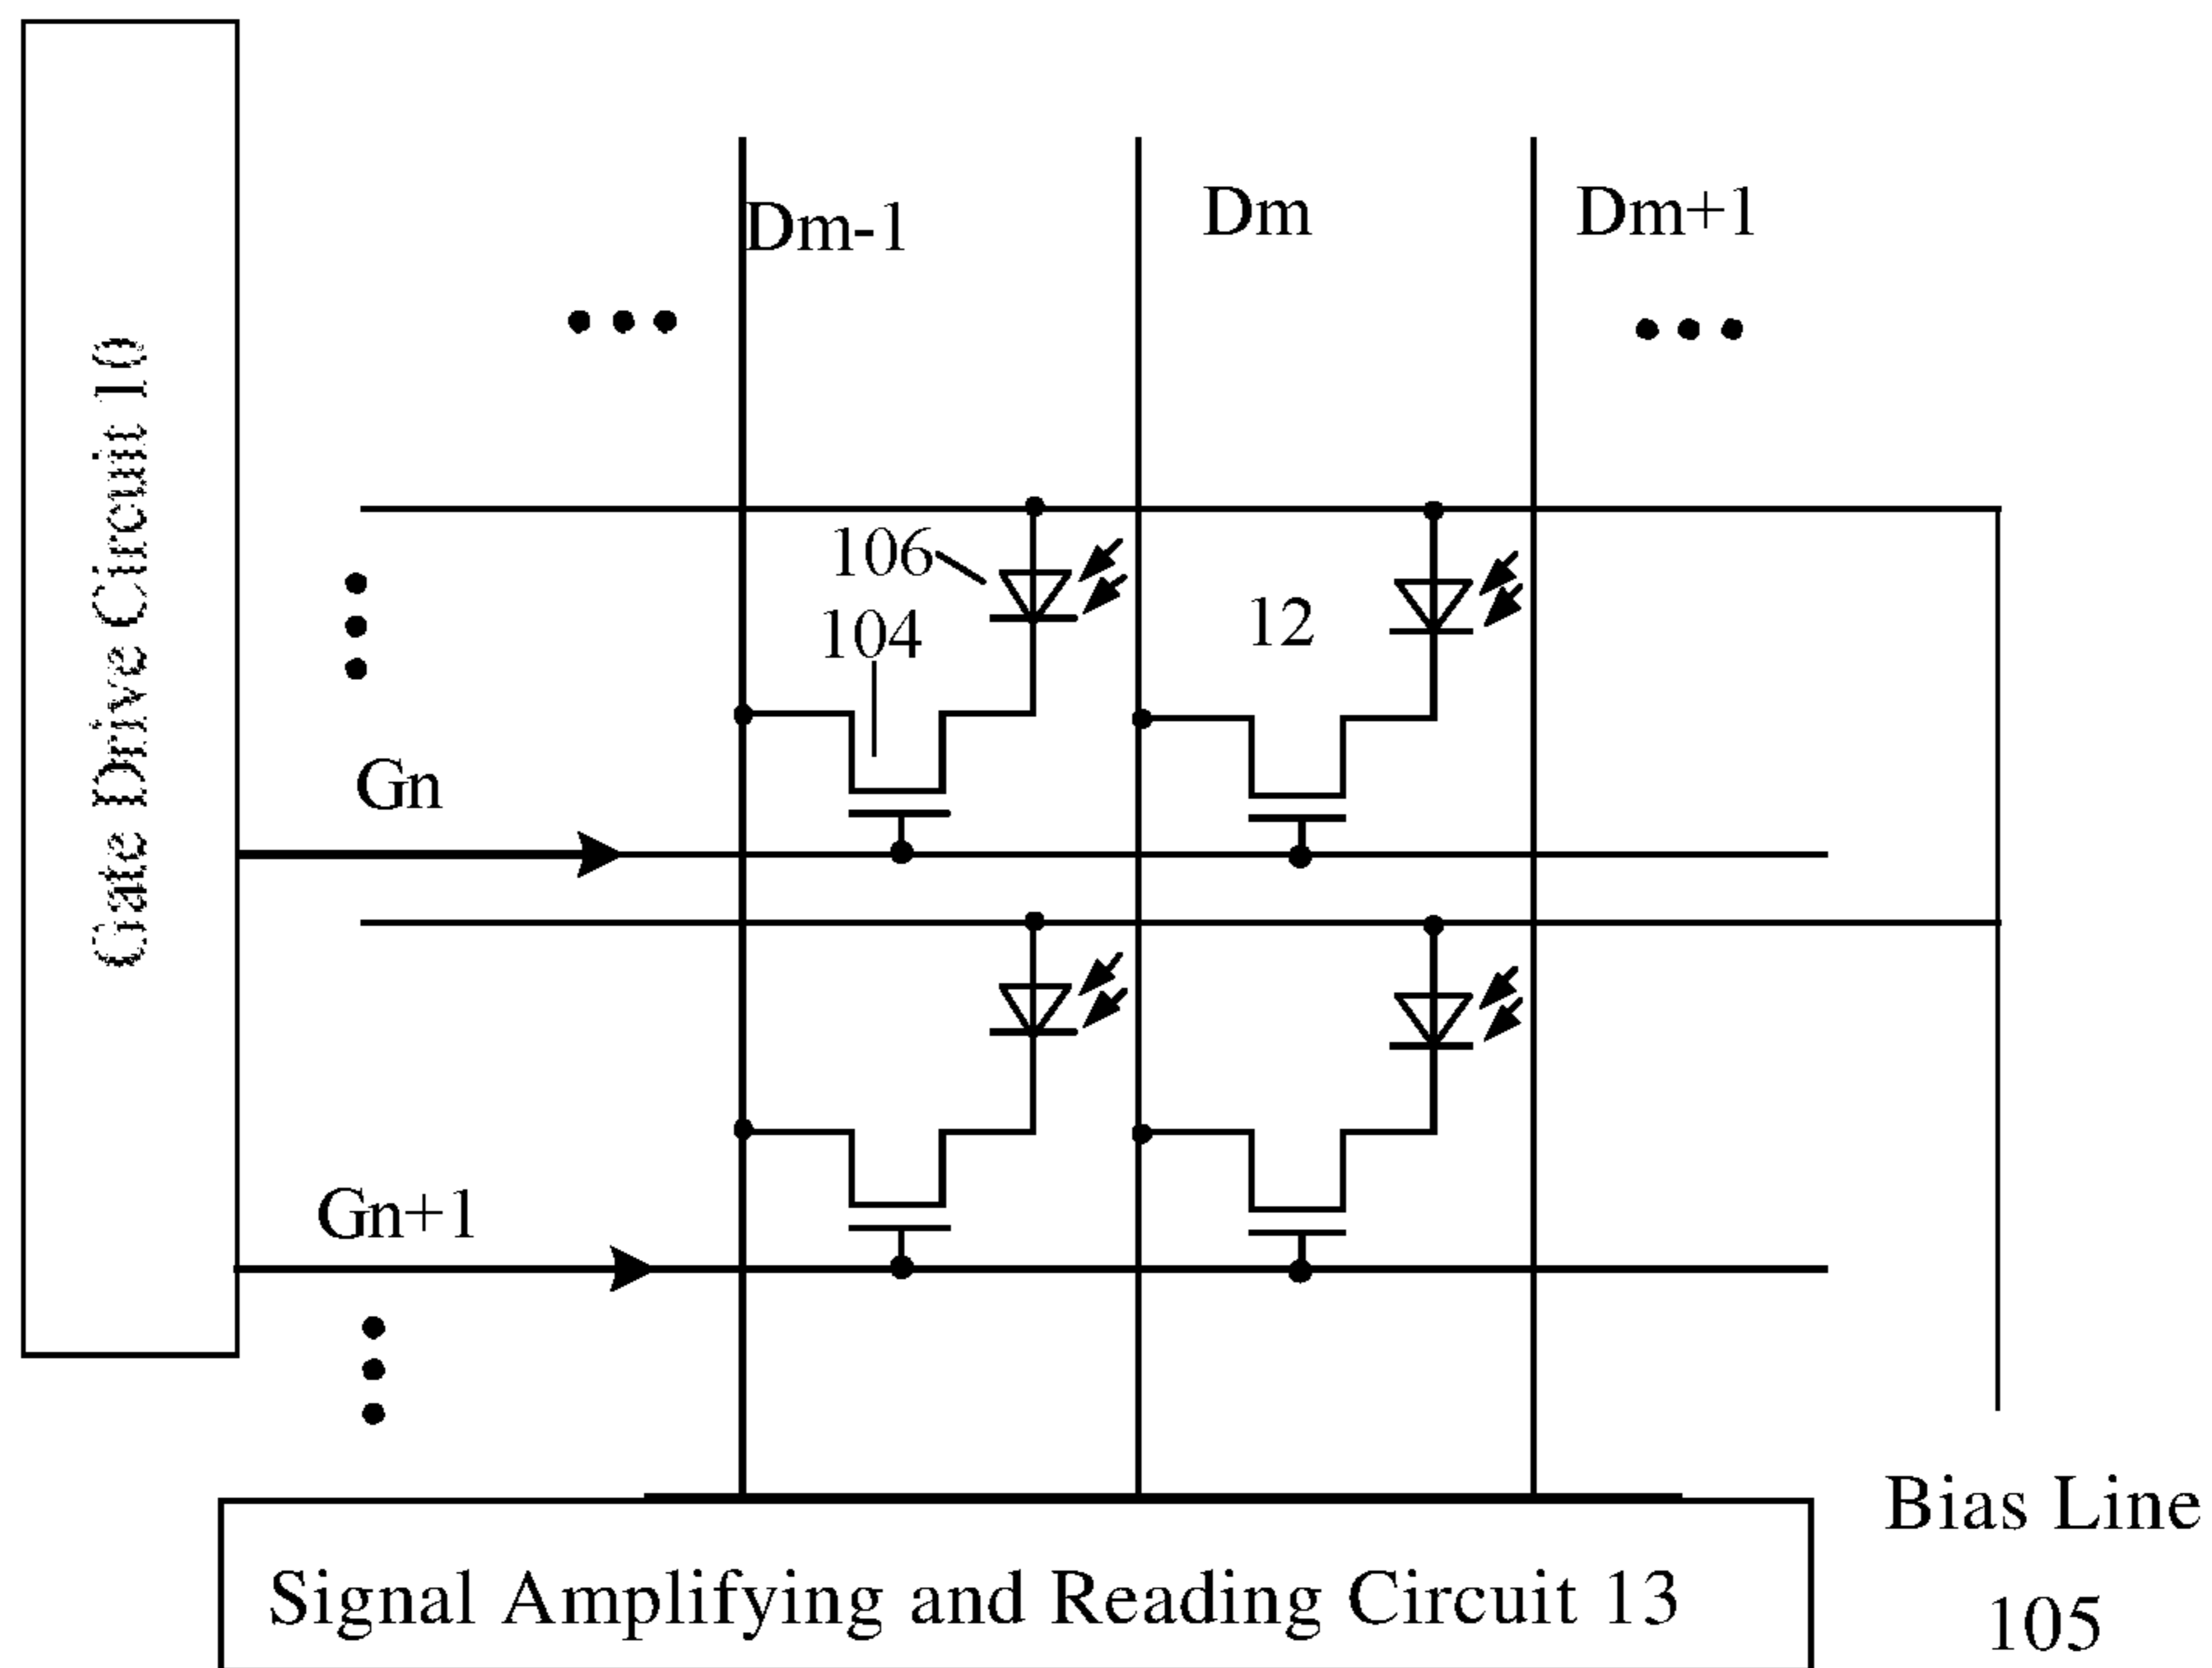 Gate Drive Circuit 10
Dm-1
Dm
Dm+1
106
104
12
Gn
Gn+1
Bias Line
105
Signal Amplifying and Reading Circuit 13